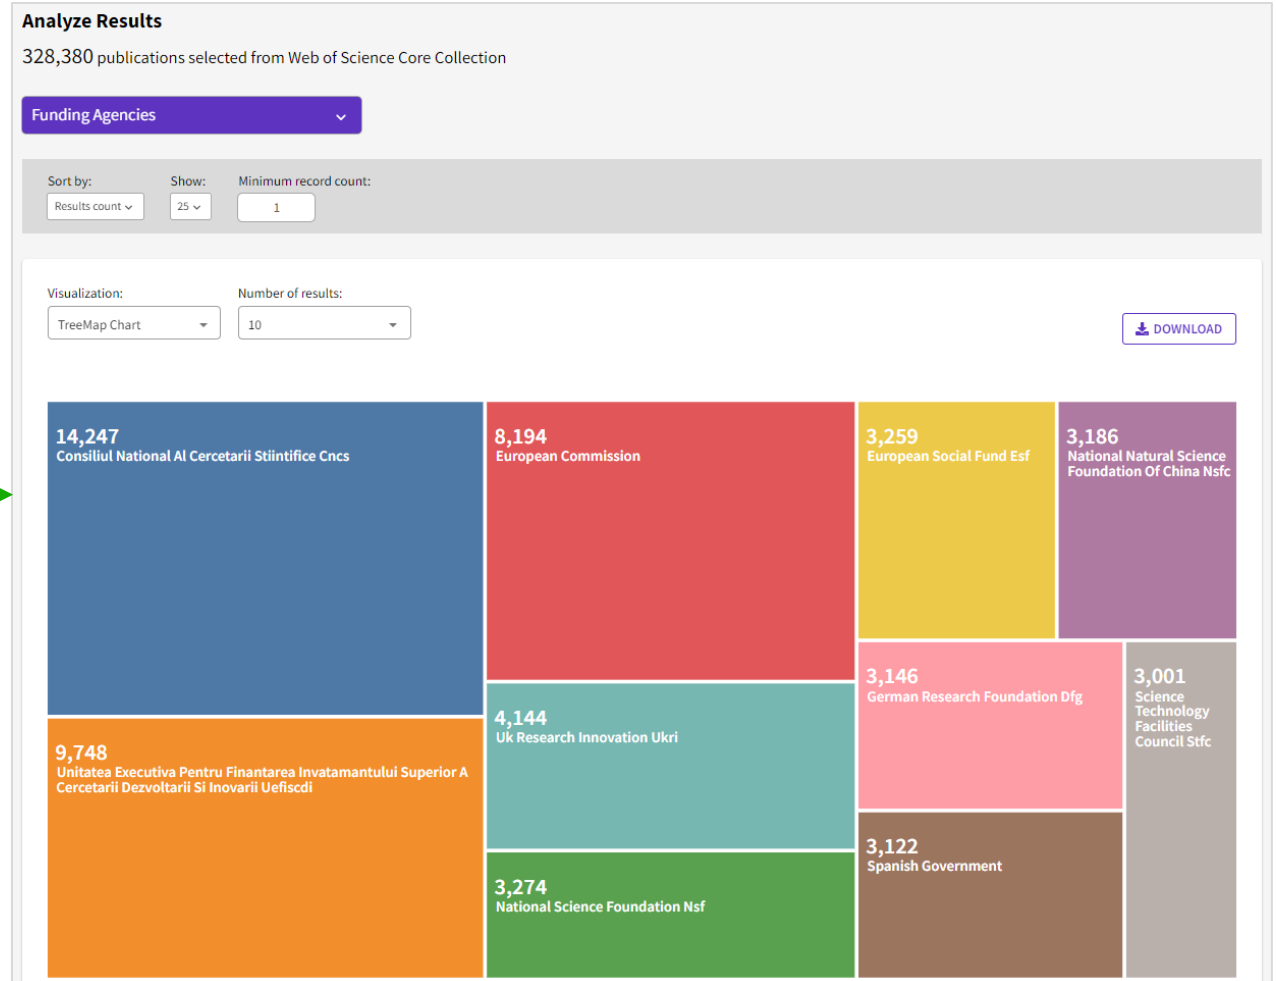 Analyze Results
328,380 publications selected from Web of Science Core Collection
Funding Agencies
Sort by:
Show:
Minimum record count:
Results count
25
1
Visualization:
Number of results:
TreeMap Chart
10
DOWNLOAD
14,247
Consiliul National Al Cercetarii Stiintifice Cncs
9,748
Unitatea Executiva Pentru Finantarea Invatamantului Superior A
Cercetarii Dezvoltarii Si Inovarii Uefiscdi
8,194
European Commission
4,144
Uk Research Innovation Ukri
3,274
National Science Foundation Nsf
3,259
European Social Fund Esf
3,186
National Natural Science
Foundation Of China Nsfc
3,146
German Research Foundation Dfg
3,122
Spanish Government
3,001
Science
Technology
Facilities
Council Stfc